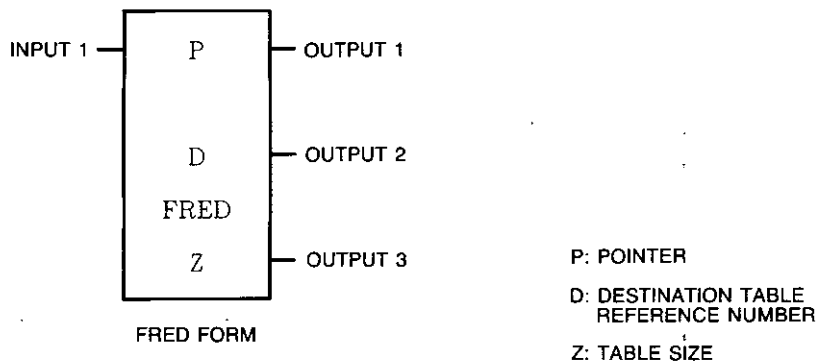 INPUT 1
P
OUTPUT 1
D
OUTPUT 2
FRED
Z
OUTPUT 3
FRED FORM
P: POINTER
D: DESTINATION TABLE
REFERENCE NUMBER
Z: TABLE SIZE